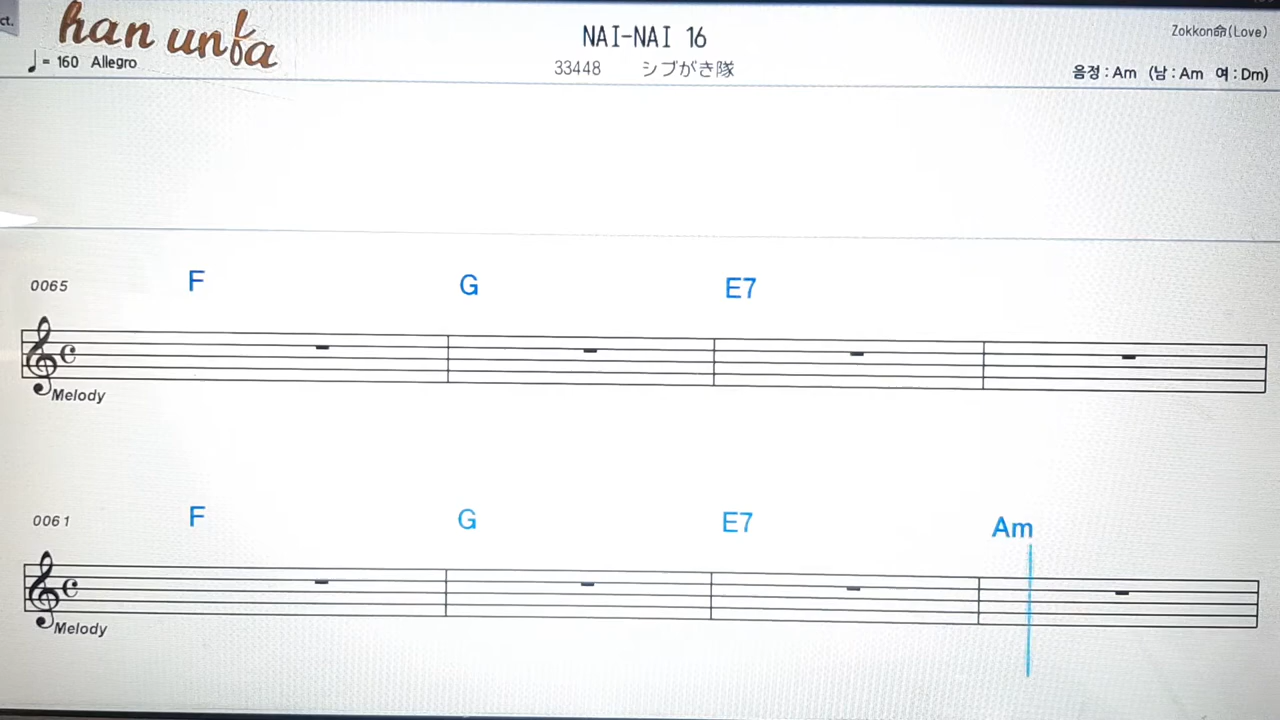 ct.
han unfa
♩ = 160 Allegro
NAI-NAI 16
33448 シブがき隊
Zokkon命(Love)
음정 : Am (남 : Am 여 : Dm)
0065 F G E7
Melody
0061 F G E7 Am
Melody